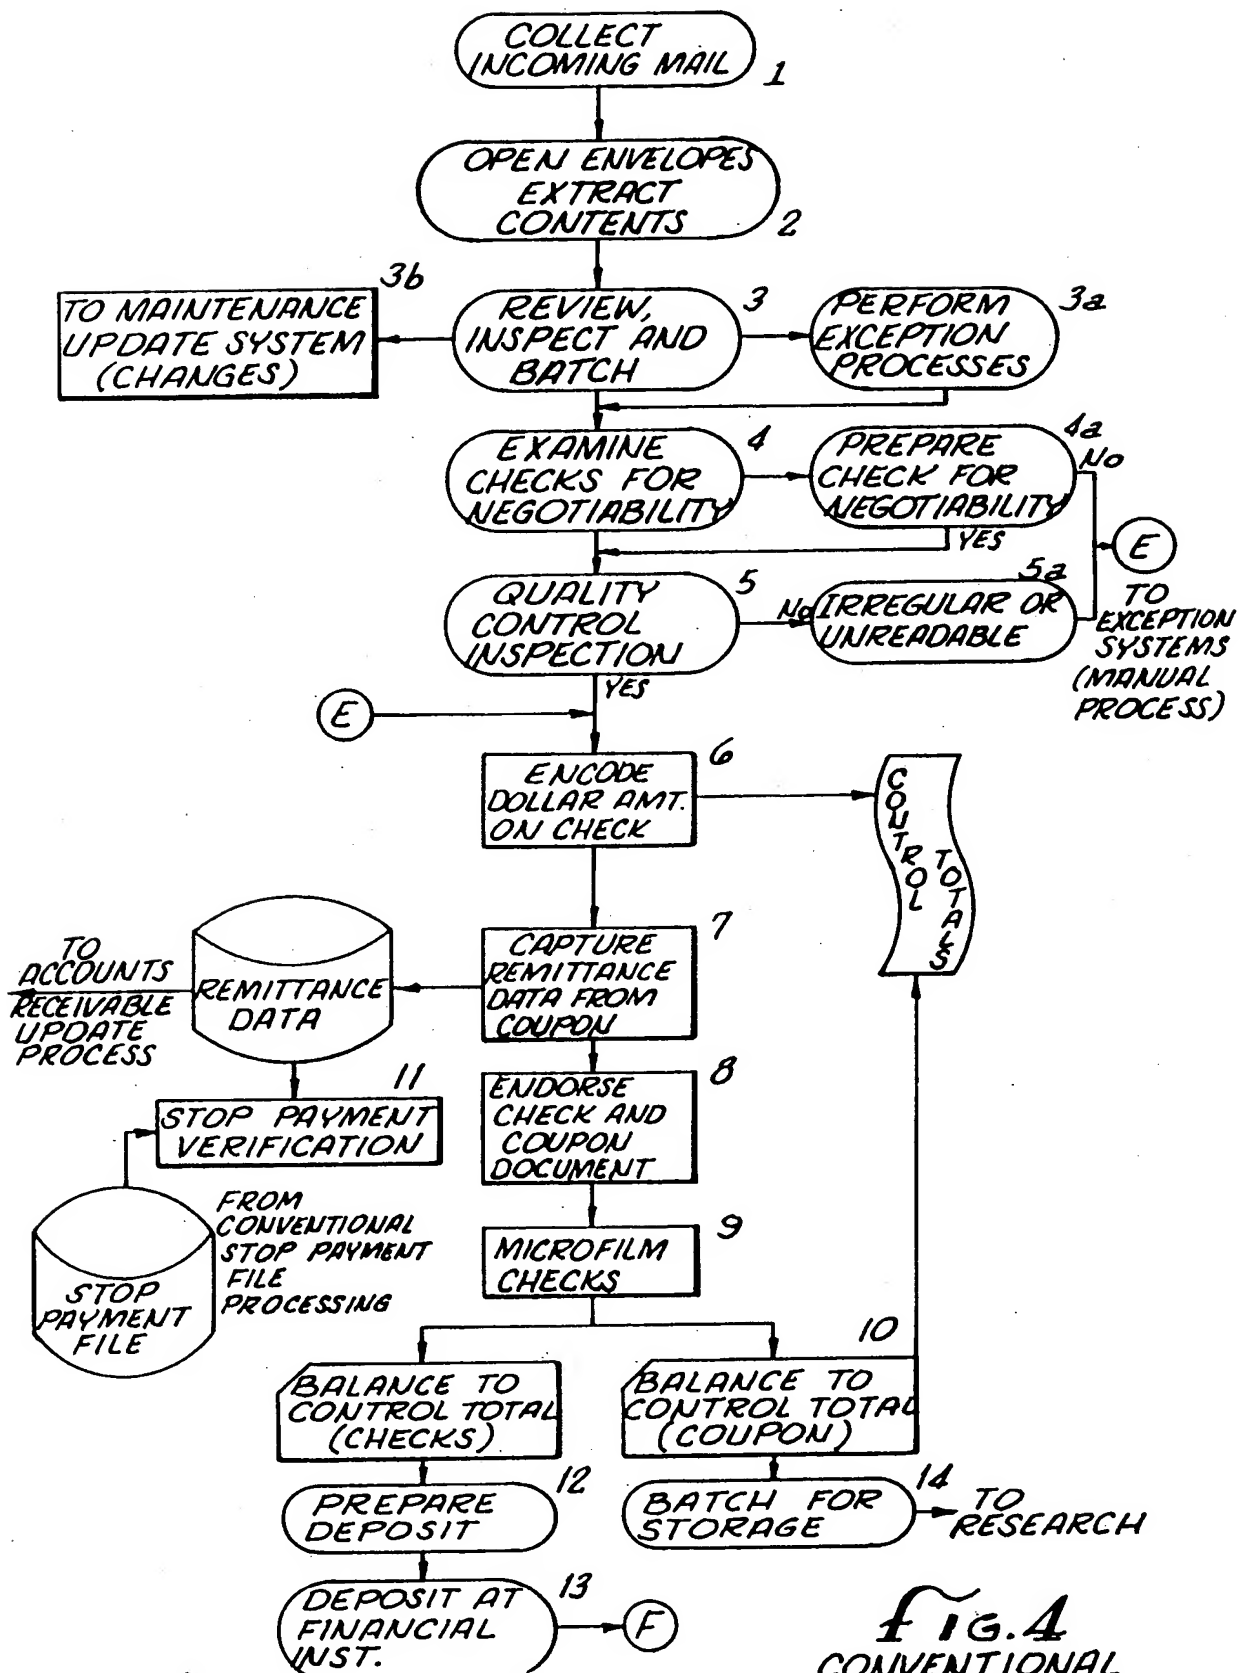 COLLECT
INCOMING MAIL
1
OPEN ENVELOPES
EXTRACT
CONTENTS
2
3b
TO MAINTENANCE
UPDATE SYSTEM
(CHANGES)
REVIEW,
INSPECT AND
BATCH
3
PERFORM
EXCEPTION
PROCESSES
3a
EXAMINE
CHECKS FOR
NEGOTIABILITY
4
PREPARE
CHECK FOR
NEGOTIABILITY
4a
NO
YES
E
TO
EXCEPTION
SYSTEMS
(MANUAL
PROCESS)
QUALITY
CONTROL
INSPECTION
5
NO
5a
IRREGULAR OR
UNREADABLE
YES
E
ENCODE
DOLLAR AMT.
ON CHECK
6
CONTROL
TOTALS
CAPTURE
REMITTANCE
DATA FROM
COUPON
7
REMITTANCE
DATA
TO
ACCOUNTS
RECEIVABLE
UPDATE
PROCESS
11
STOP PAYMENT
VERIFICATION
ENDORSE
CHECK AND
COUPON
DOCUMENT
8
STOP
PAYMENT
FILE
FROM
CONVENTIONAL
STOP PAYMENT
FILE
PROCESSING
MICROFILM
CHECKS
9
BALANCE TO
CONTROL TOTAL
(CHECKS)
10
BALANCE TO
CONTROL TOTAL
(COUPON)
PREPARE
DEPOSIT
12
BATCH FOR
STORAGE
14
TO
RESEARCH
DEPOSIT AT
FINANCIAL
INST.
13
F
FIG.4
CONVENTIONAL